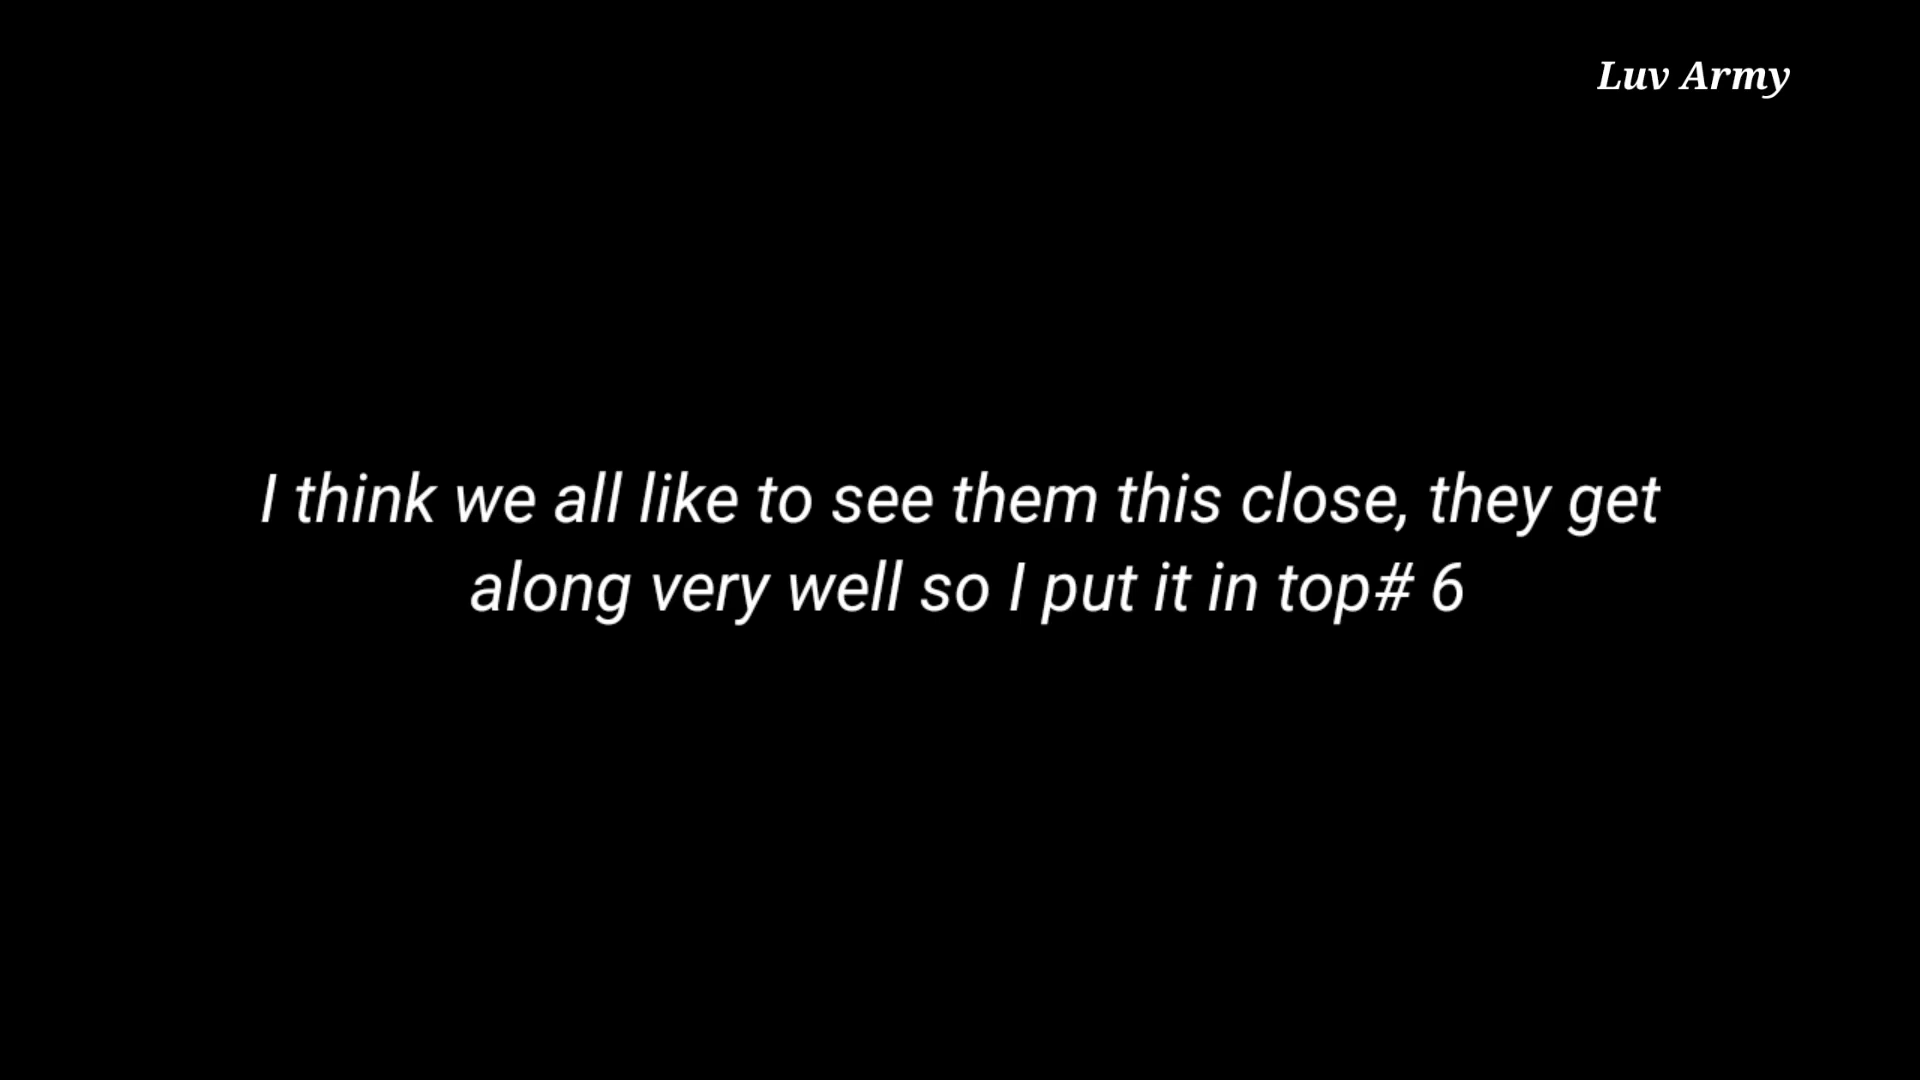 Luv Army
I think we all like to see them this close, they get
along very well so I put it in top# 6